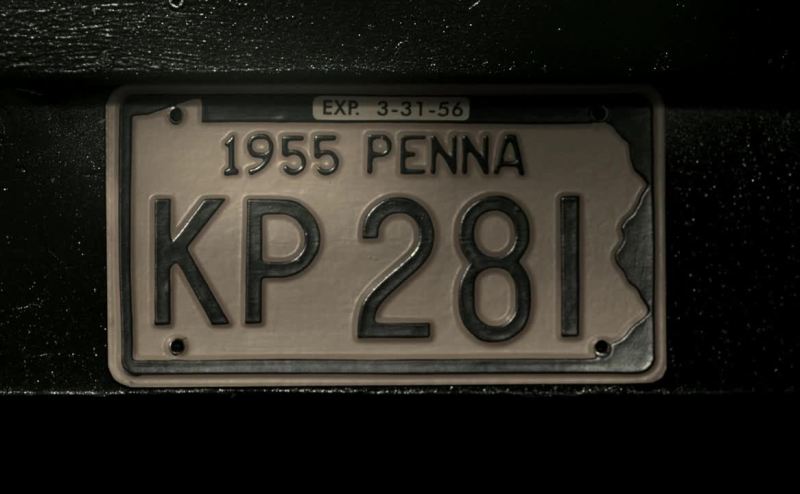 EXP. 3-31-56
1955 PENNA
KP 281